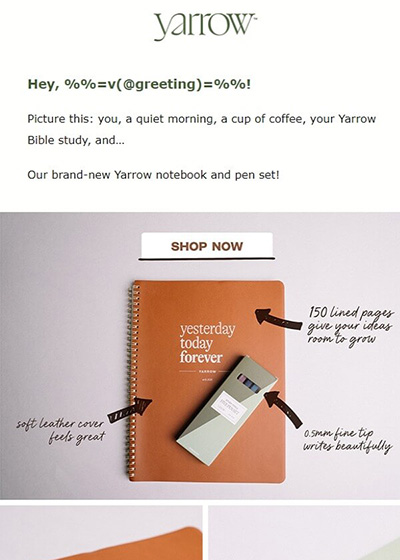 yarrow™
Hey, %%=v(@greeting)=%%!
Picture this: you, a quiet morning, a cup of coffee, your Yarrow
Bible study, and...
Our brand-new Yarrow notebook and pen set!
SHOP NOW
yesterday
today
forever
YARROW
150 lined pages
give your ideas
room to grow
soft leather cover
feels great
0.5mm fine tip
writes beautifully